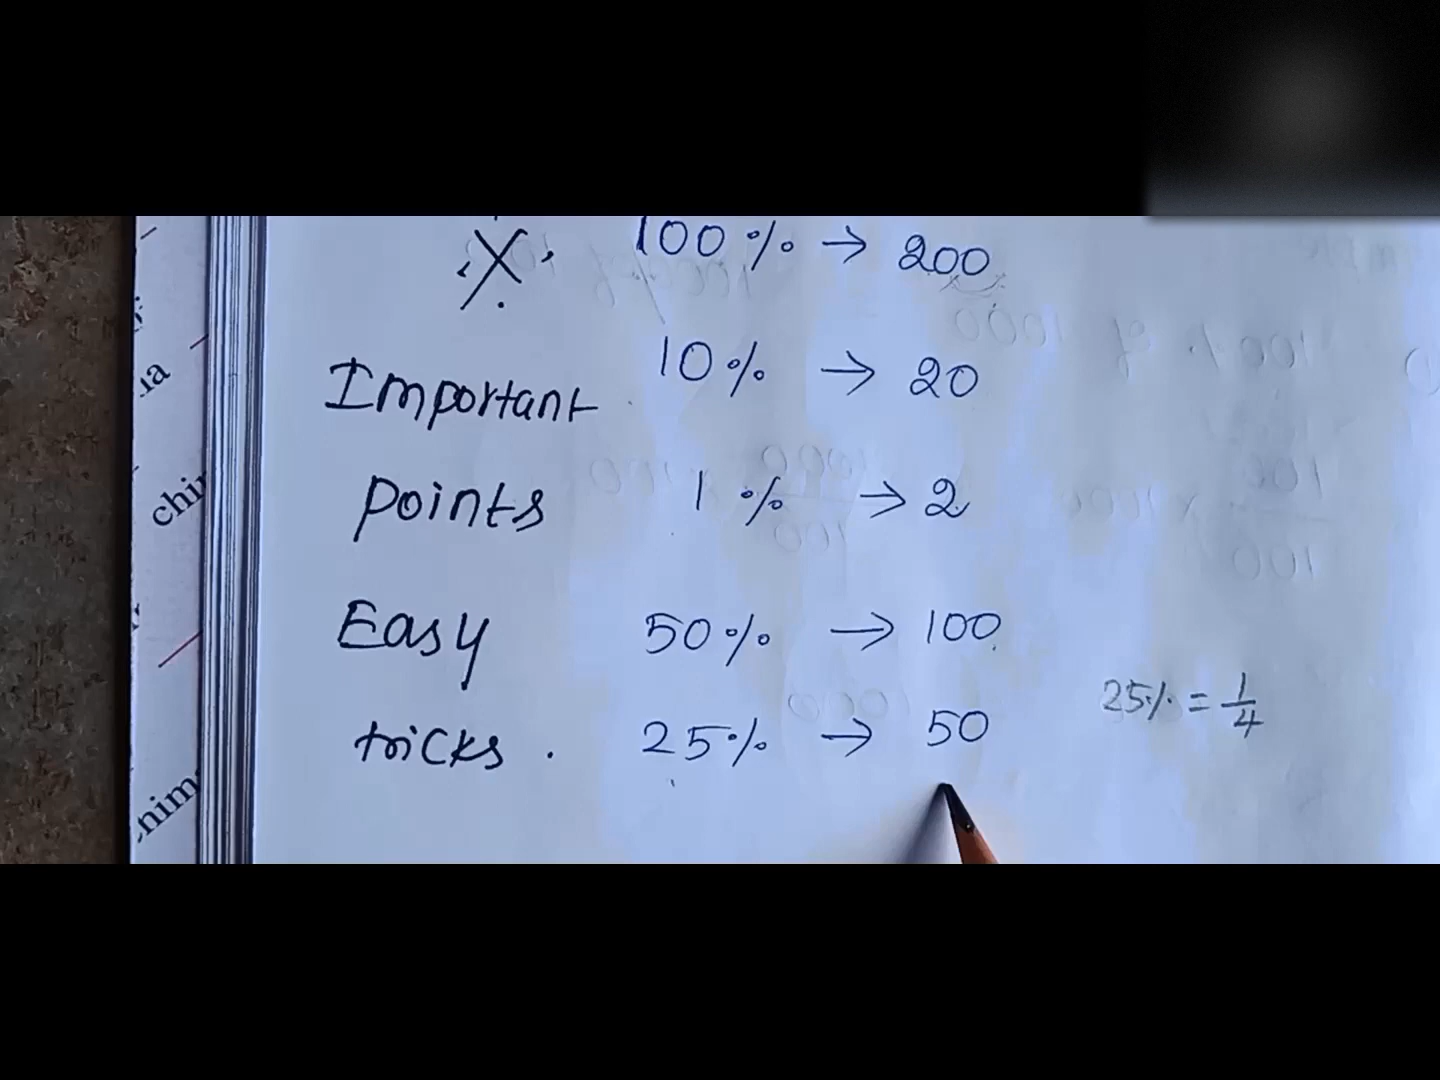 100% → 200
Important 10% → 20
points 1% → 2
Easy 50% → 100
25% = 1/4
tricks. 25% → 50